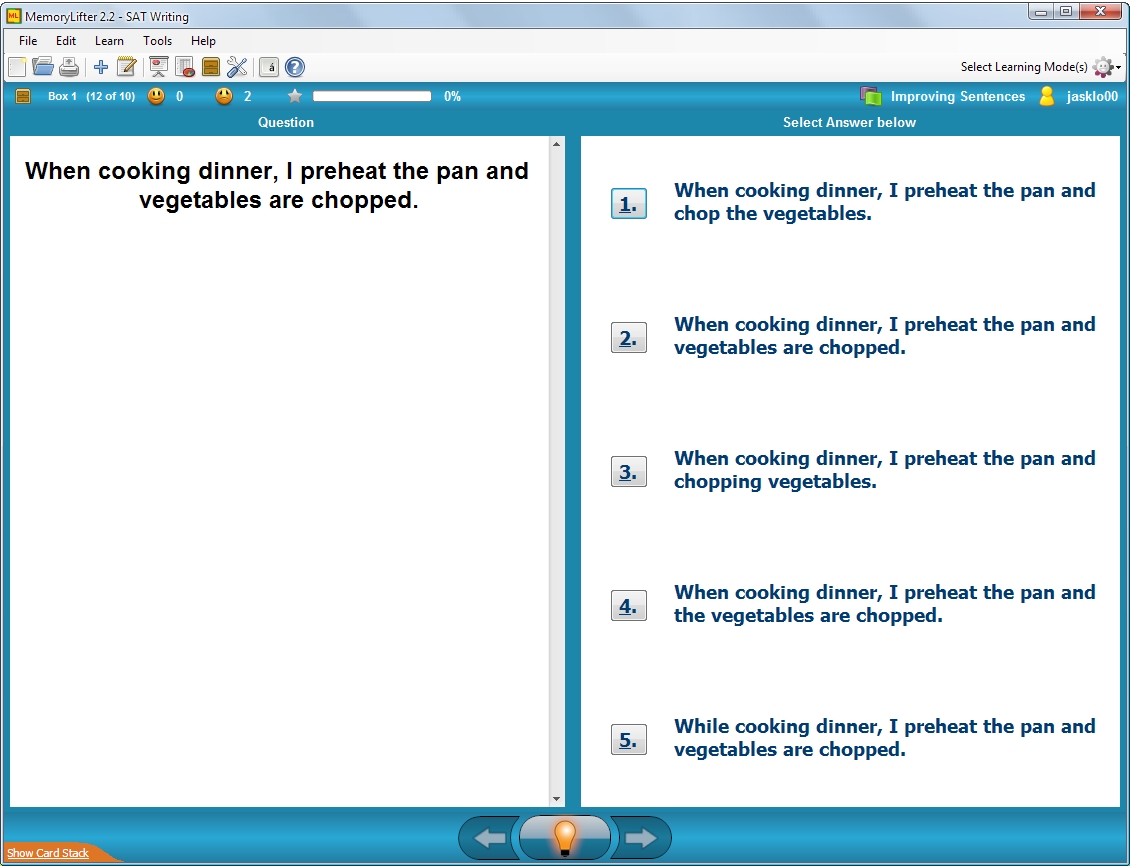 MemoryLifter 2.2 - SAT Writing
File Edit Learn Tools Help
á ? Select Learning Mode(s)
Box 1 (12 of 10) 0 2 0% Improving Sentences jasklo00
Question
Select Answer below
When cooking dinner, I preheat the pan and
vegetables are chopped.
1. When cooking dinner, I preheat the pan and
chop the vegetables.
2. When cooking dinner, I preheat the pan and
vegetables are chopped.
3. When cooking dinner, I preheat the pan and
chopping vegetables.
4. When cooking dinner, I preheat the pan and
the vegetables are chopped.
5. While cooking dinner, I preheat the pan and
vegetables are chopped.
Show Card Stack